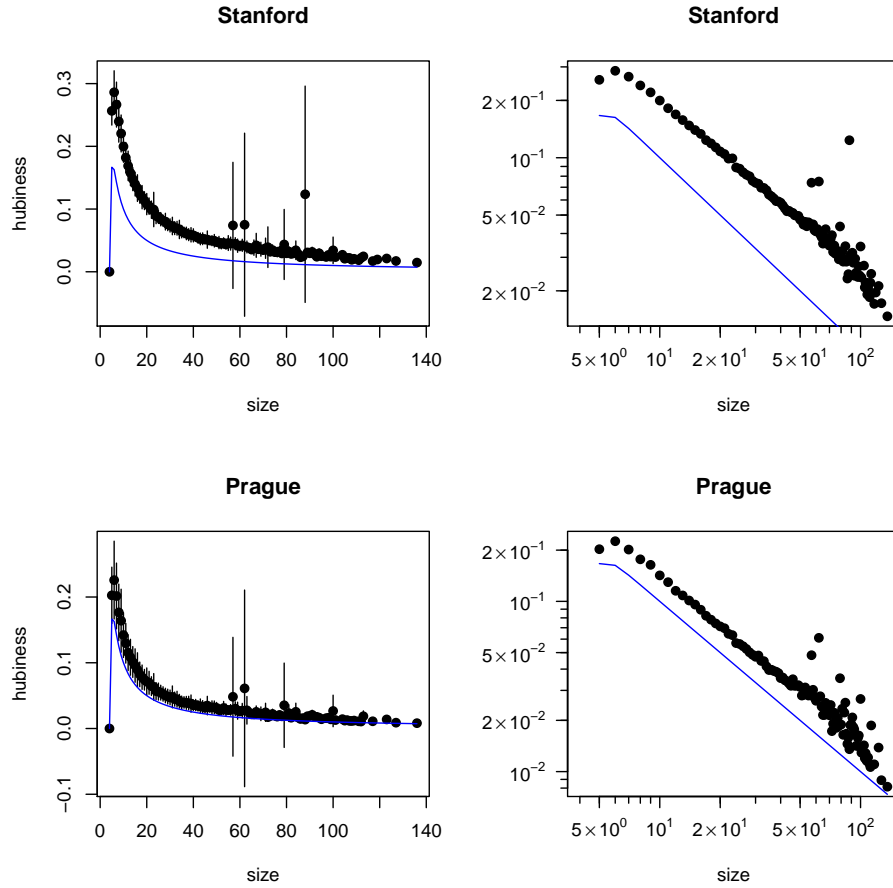 Stanford
hubiness
0.0 0.1 0.2 0.3
0 20 40 60 80 100 140
size
Stanford
2×10⁻¹
10⁻¹
5×10⁻²
2×10⁻²
5×10⁰ 10¹ 2×10¹ 5×10¹ 10²
size
Prague
hubiness
−0.1 0.0 0.1 0.2
0 20 40 60 80 100 140
size
Prague
2×10⁻¹
10⁻¹
5×10⁻²
2×10⁻²
10⁻²
5×10⁰ 10¹ 2×10¹ 5×10¹ 10²
size